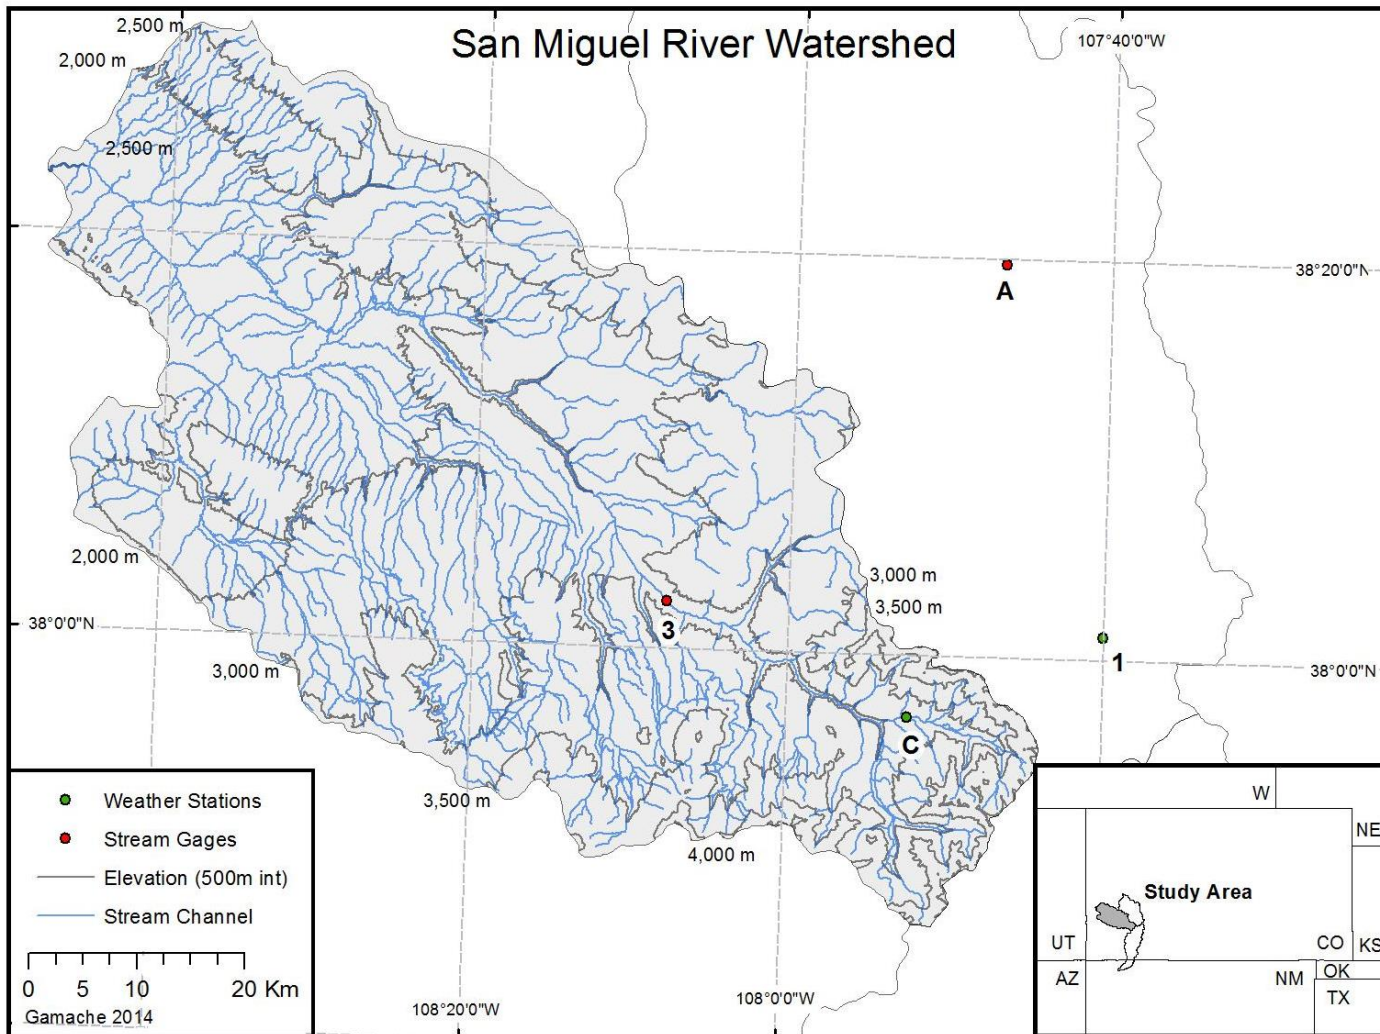 2,500 m
San Miguel River Watershed
107°40'0"W
2,000 m
2,500 m
38°20'0"N
A
2,000 m
3,000 m
3,500 m
38°0'0"N
3
1
3,000 m
38°0'0"N
C
3,500 m
4,000 m
Weather Stations
Stream Gages
Elevation (500m int)
Stream Channel
0 5 10 20 Km
Gamache 2014
108°20'0"W
108°0'0"W
W
NE
Study Area
UT
CO
KS
AZ
NM
OK
TX